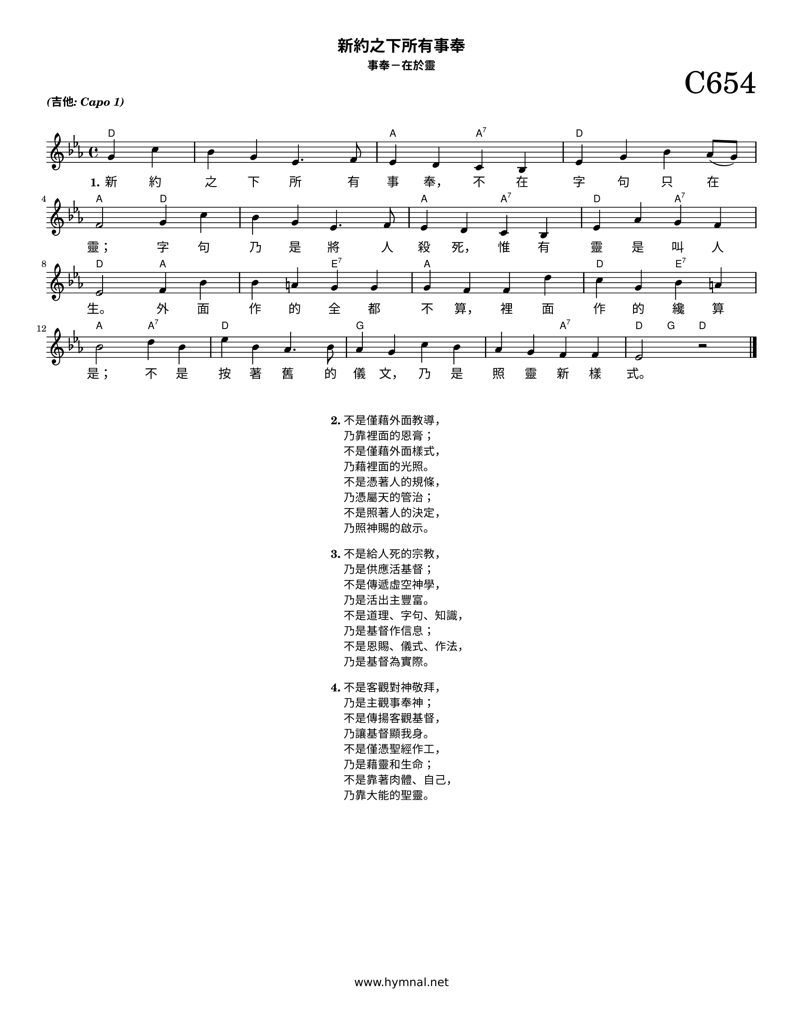 新約之下所有事奉
事奉－在於靈
C654
(吉他: Capo 1)
D A A7 D
1. 新 約 之 下 所 有 事 奉， 不 在 字 句 只 在
4 A D A A7 D A7
靈； 字 句 乃 是 將 人 殺 死， 惟 有 靈 是 叫 人
8 D A E7 A D E7
生。 外 面 作 的 全 都 不 算， 裡 面 作 的 纔 算
12 A A7 D G A7 D G D
是； 不 是 按 著 舊 的 儀 文， 乃 是 照 靈 新 樣 式。
2. 不是僅藉外面教導，
乃靠裡面的恩膏；
不是僅藉外面樣式，
乃藉裡面的光照。
不是憑著人的規條，
乃憑屬天的管治；
不是照著人的決定，
乃照神賜的啟示。
3. 不是給人死的宗教，
乃是供應活基督；
不是傳遞虛空神學，
乃是活出主豐富。
不是道理、字句、知識，
乃是基督作信息；
不是恩賜、儀式、作法，
乃是基督為實際。
4. 不是客觀對神敬拜，
乃是主觀事奉神；
不是傳揚客觀基督，
乃讓基督顯我身。
不是僅憑聖經作工，
乃是藉靈和生命；
不是靠著肉體、自己，
乃靠大能的聖靈。
www.hymnal.net